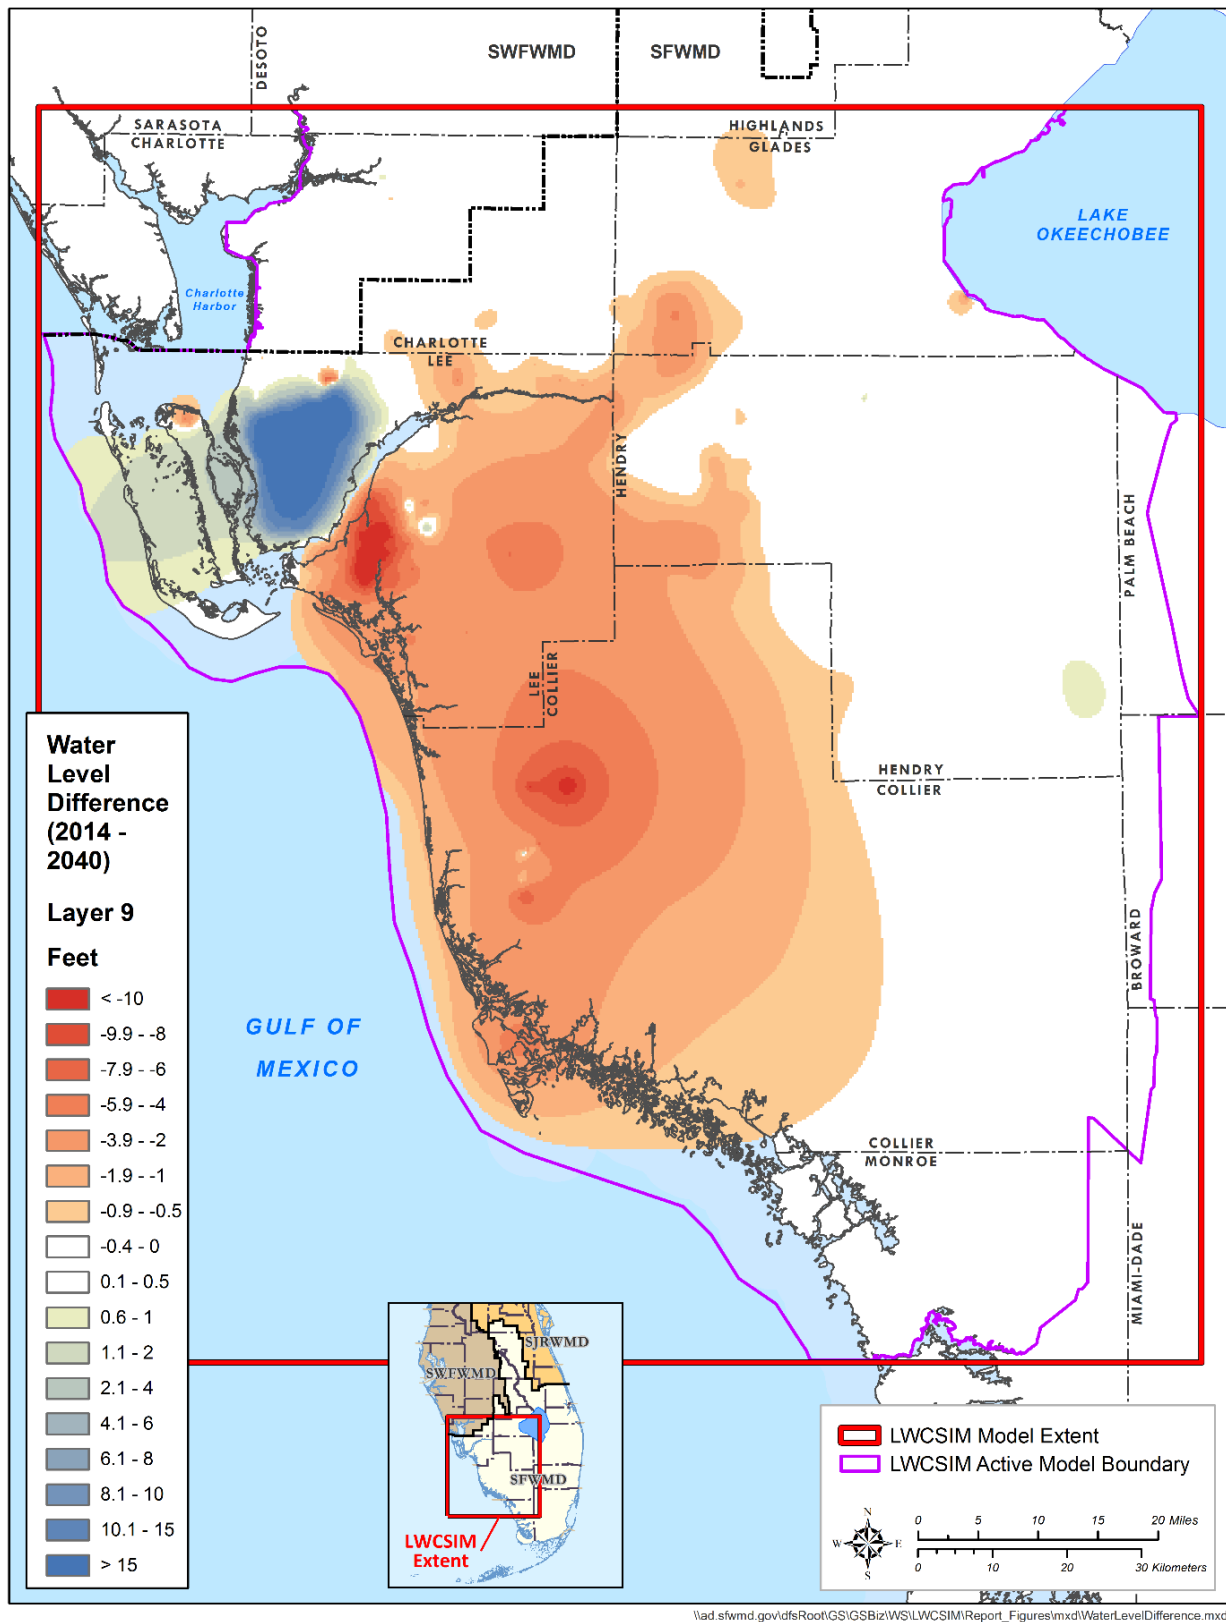 DESOTO
SWFWMD
SFWMD
SARASOTA
CHARLOTTE
HIGHLANDS
GLADES
LAKE
OKEECHOBEE
Charlotte
Harbor
CHARLOTTE
LEE
HENDRY
PALM BEACH
LEE
COLLIER
HENDRY
COLLIER
BROWARD
COLLIER
MONROE
MIAMI-DADE
GULF OF
MEXICO
Water
Level
Difference
(2014 -
2040)
Layer 9
Feet
< -10
-9.9 - -8
-7.9 - -6
-5.9 - -4
-3.9 - -2
-1.9 - -1
-0.9 - -0.5
-0.4 - 0
0.1 - 0.5
0.6 - 1
1.1 - 2
2.1 - 4
4.1 - 6
6.1 - 8
8.1 - 10
10.1 - 15
> 15
SJRWMD
SWFWMD
SFWMD
LWCSIM
Extent
LWCSIM Model Extent
LWCSIM Active Model Boundary
N
W E
S
0 5 10 15 20 Miles
0 10 20 30 Kilometers
\\ad.sfwmd.gov\dfsRoot\GS\GSBiz\WS\LWCSIM\Report_Figures\mxd\WaterLevelDifference.mxd